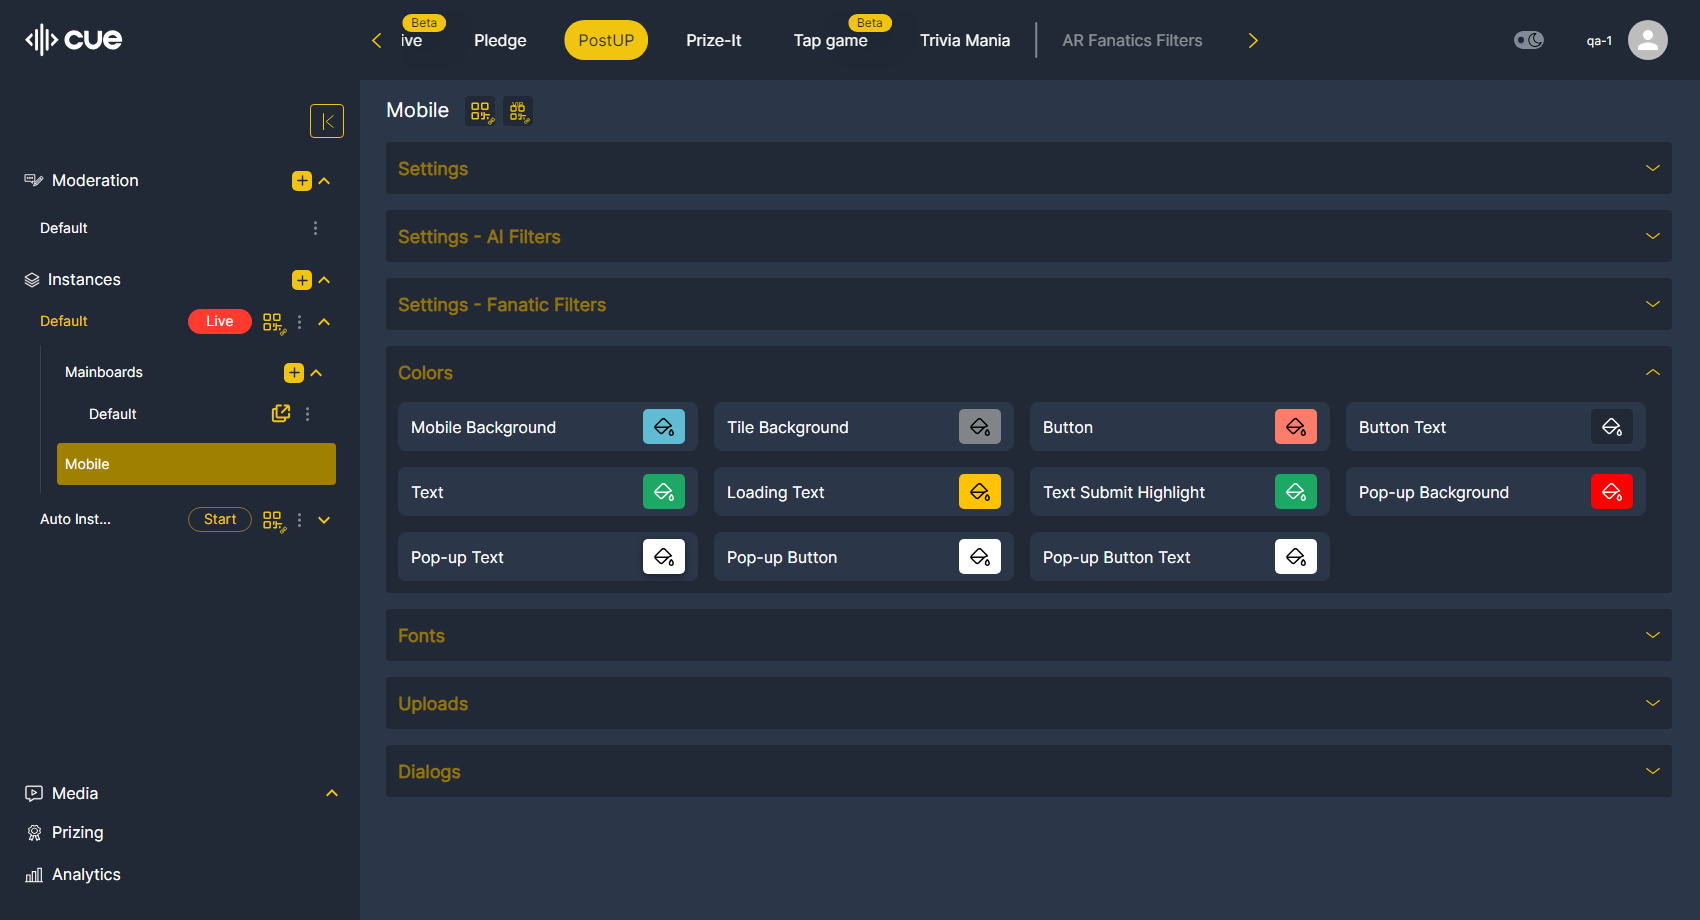 cue
Beta
Beta
ive
Pledge
PostUP
Prize-It
Tap game
Trivia Mania
AR Fanatics Filters
qa-1
Moderation
Default
Instances
Default
Live
Mainboards
Default
Mobile
Auto Inst...
Start
Media
Prizing
Analytics
Mobile
Settings
Settings - AI Filters
Settings - Fanatic Filters
Colors
Mobile Background
Tile Background
Button
Button Text
Text
Loading Text
Text Submit Highlight
Pop-up Background
Pop-up Text
Pop-up Button
Pop-up Button Text
Fonts
Uploads
Dialogs